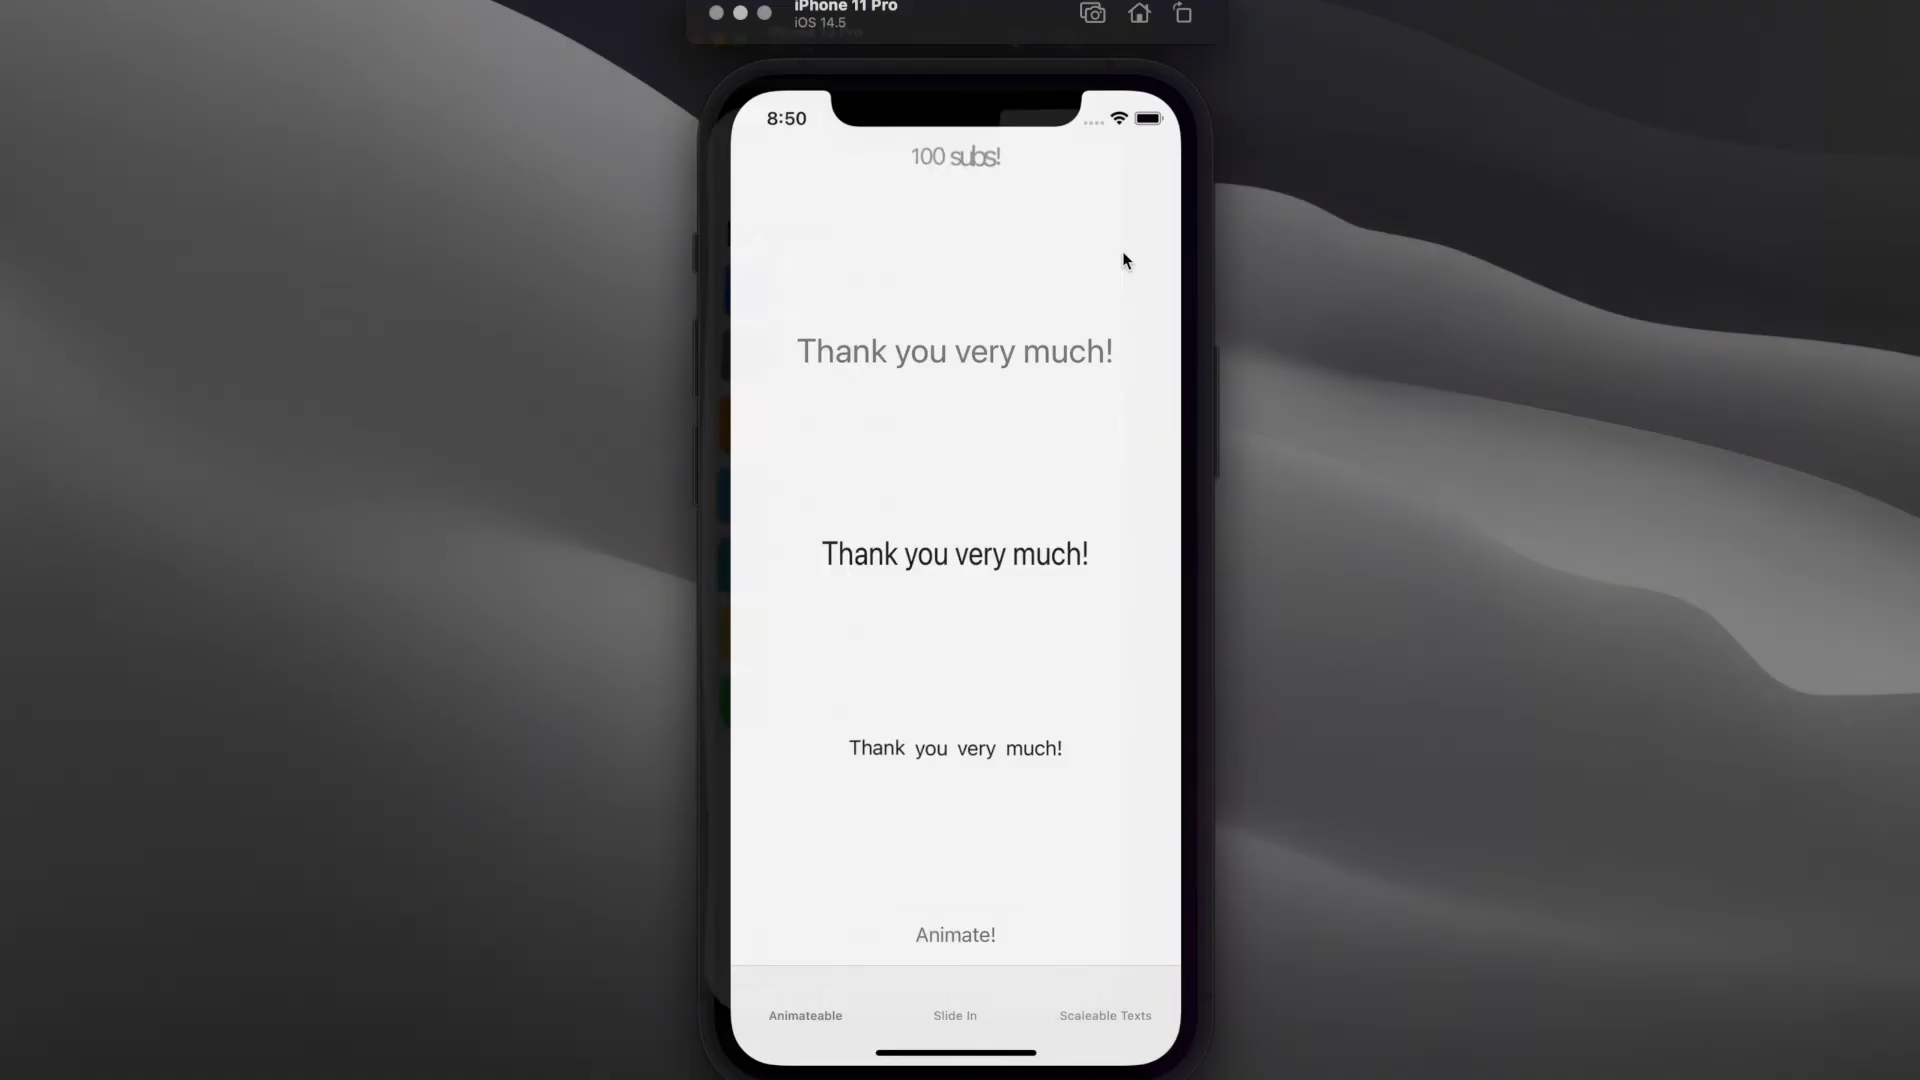 iPhone 11 Pro
iOS 14.5
8:50
100 subs!
Thank you very much!
Thank you very much!
Thank you very much!
Animate!
Animateable
Slide In
Scaleable Texts